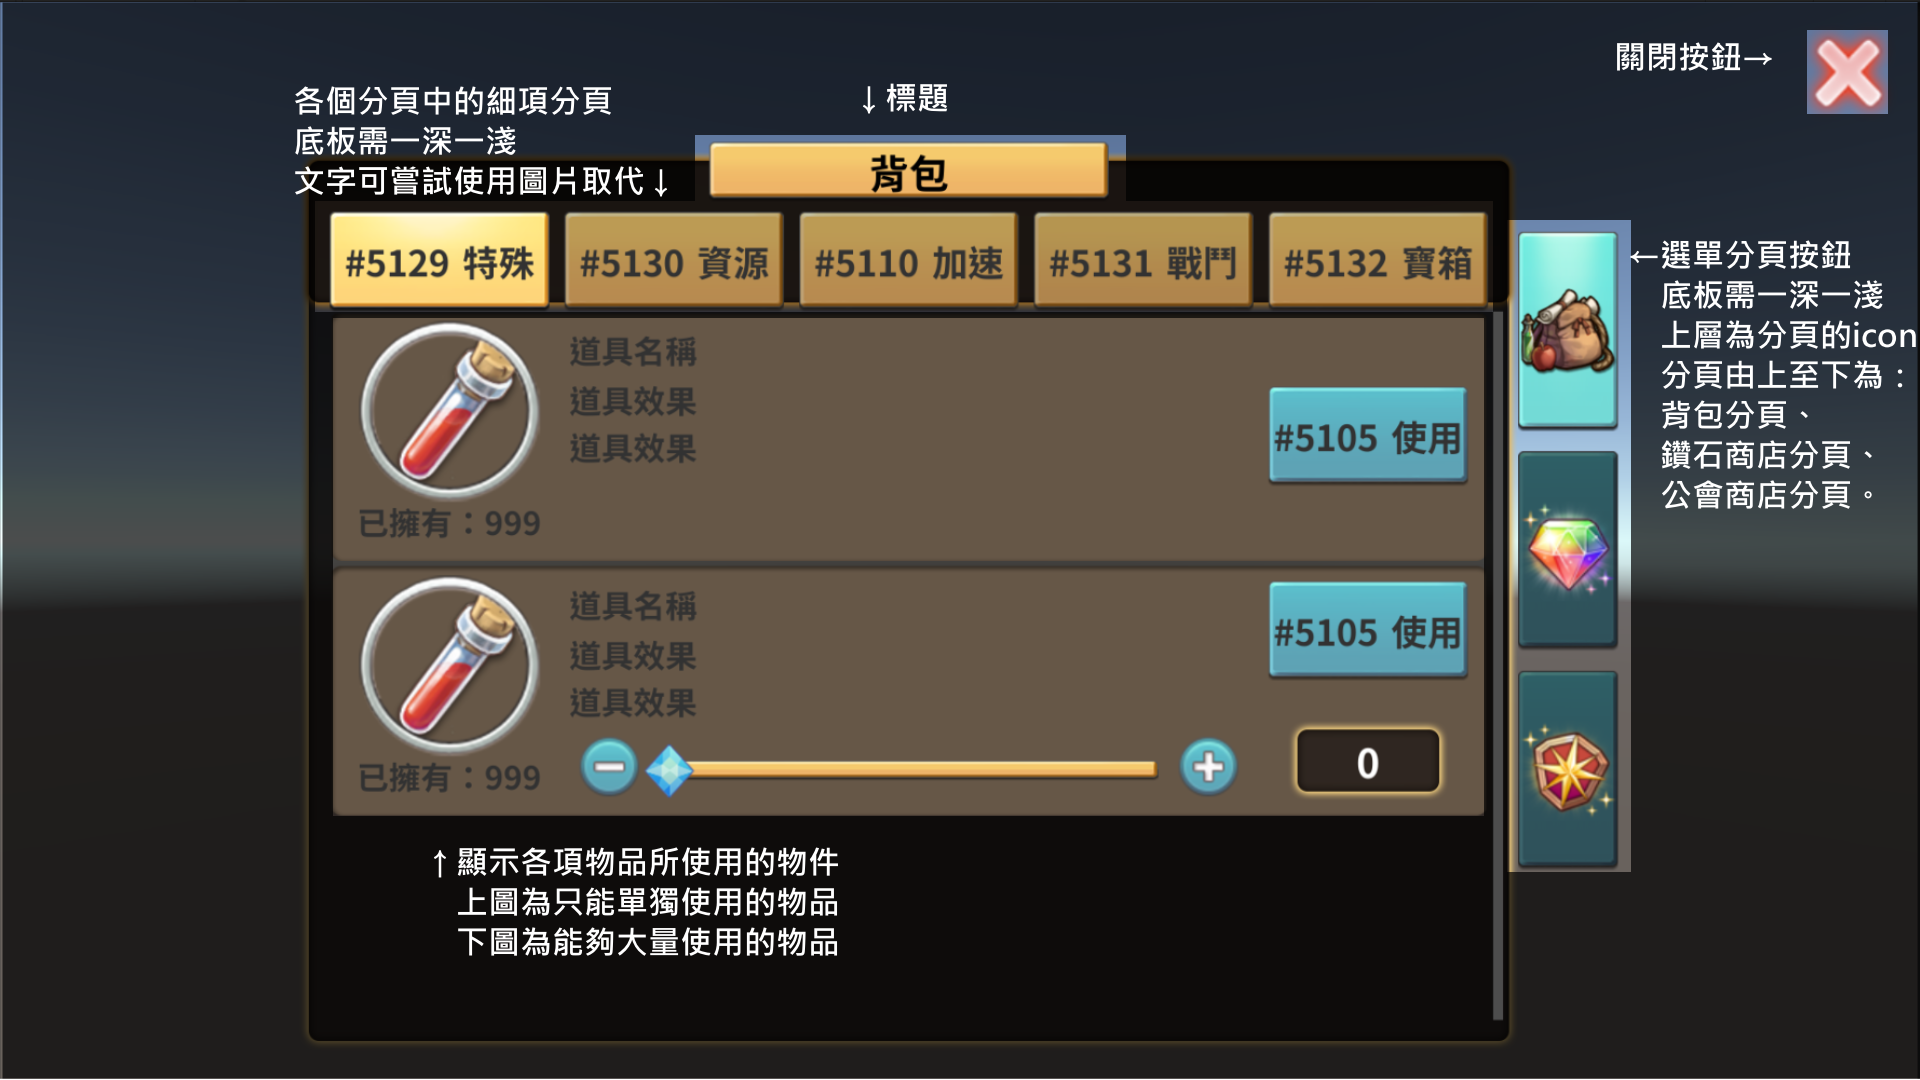 關閉按鈕→
各個分頁中的細項分頁
底板需一深一淺
文字可嘗試使用圖片取代↓
↓標題
背包
#5129 特殊
#5130 資源
#5110 加速
#5131 戰鬥
#5132 寶箱
←選單分頁按鈕
底板需一深一淺
上層為分頁的icon
分頁由上至下為：
背包分頁、
鑽石商店分頁、
公會商店分頁。
道具名稱
道具效果
道具效果
#5105 使用
已擁有：999
道具名稱
道具效果
道具效果
#5105 使用
已擁有：999
0
↑顯示各項物品所使用的物件
上圖為只能單獨使用的物品
下圖為能夠大量使用的物品